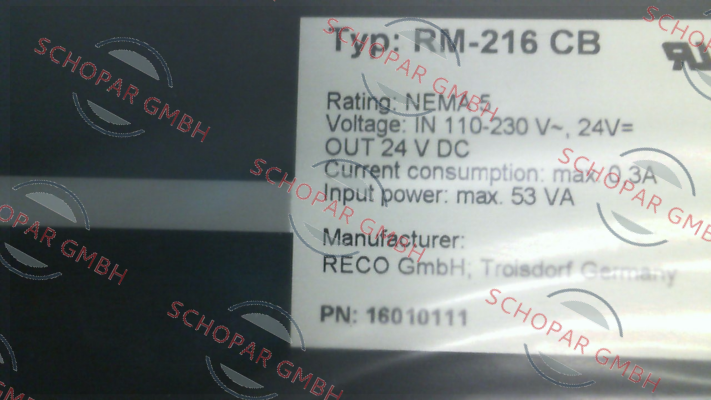 Typ: RM-216 CB
Rating: NEMA 5
Voltage: IN 110-230 V~, 24V=
OUT 24 V DC
Current consumption: max. 0,3A
Input power: max. 53 VA
Manufacturer:
RECO GmbH; Troisdorf Germany
PN: 16010111
SCHOPAR GMBH
SCHOPAR GMBH
SCHOPAR GMBH
SCHOPAR GMBH
SCHOPAR GMBH
SCHOPAR GMBH
SCHOPAR GMBH
SCHOPAR GMBH